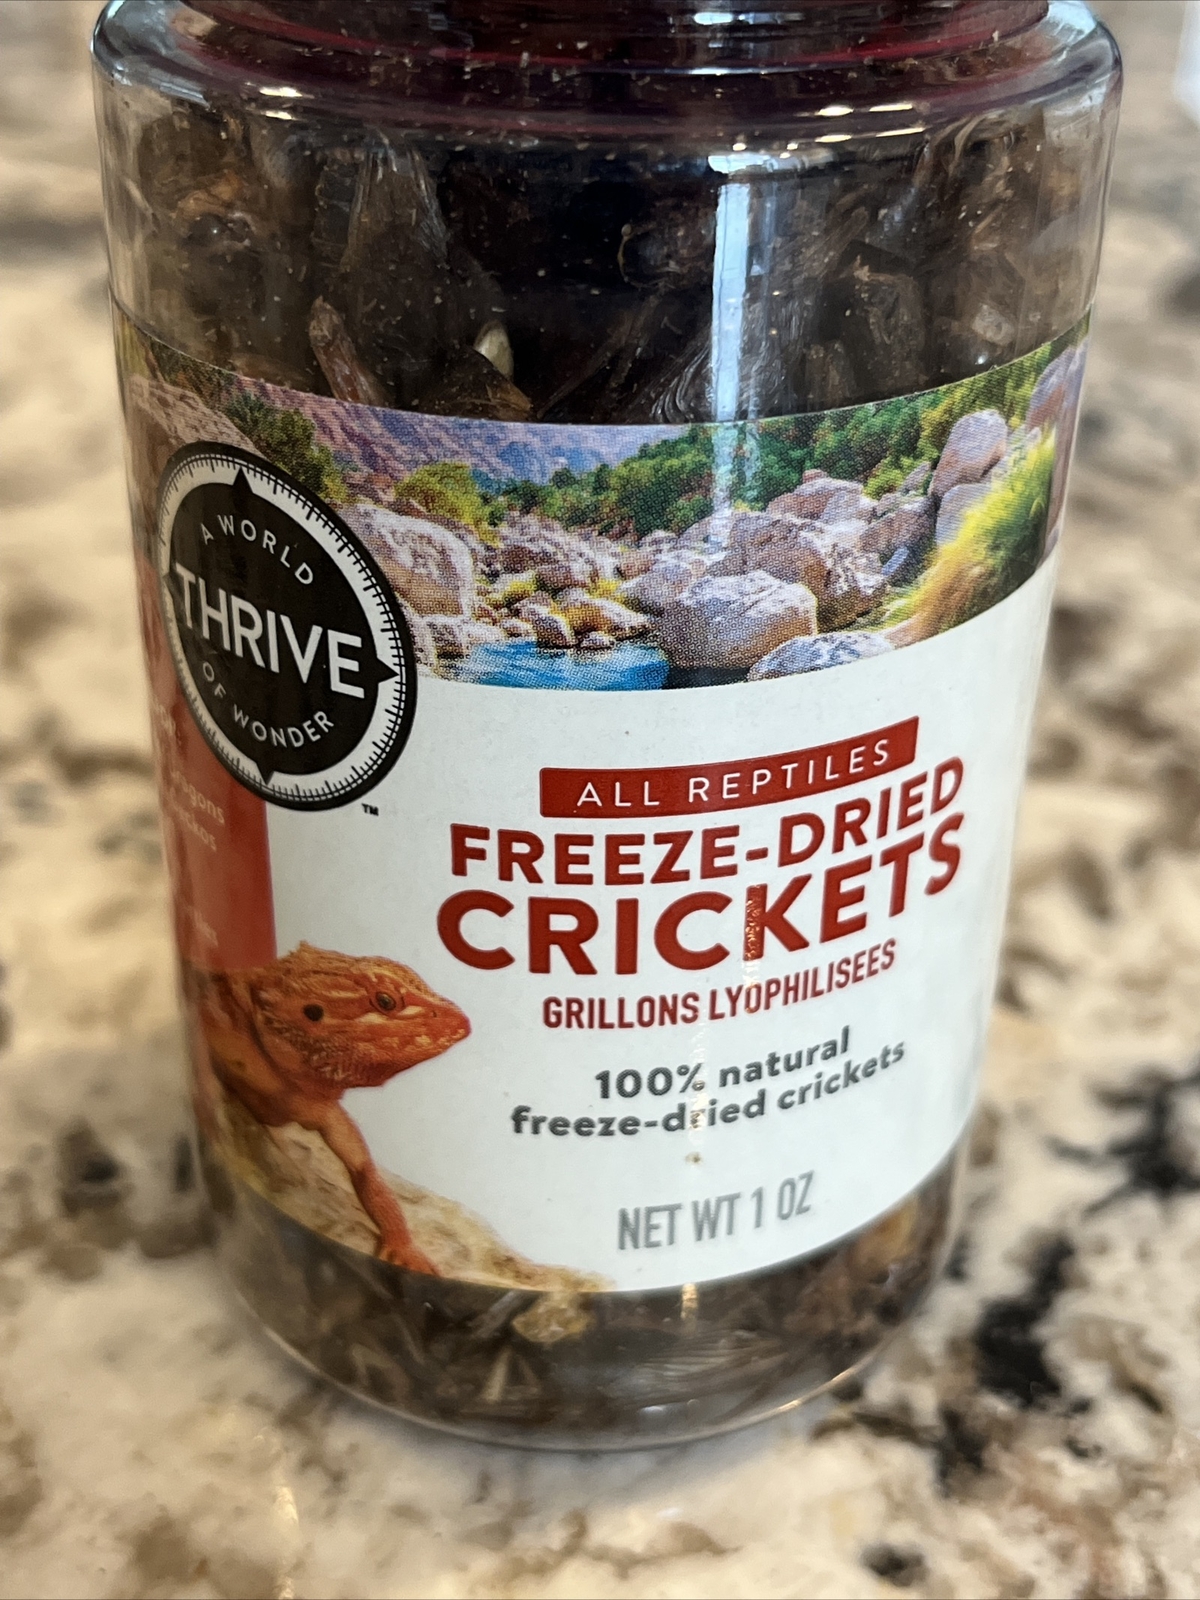 A WORLD
THRIVE
OF WONDER
™
ALL REPTILES
FREEZE-DRIED
CRICKETS
GRILLONS LYOPHILISEES
100% natural
freeze-dried crickets
NET WT 1 OZ